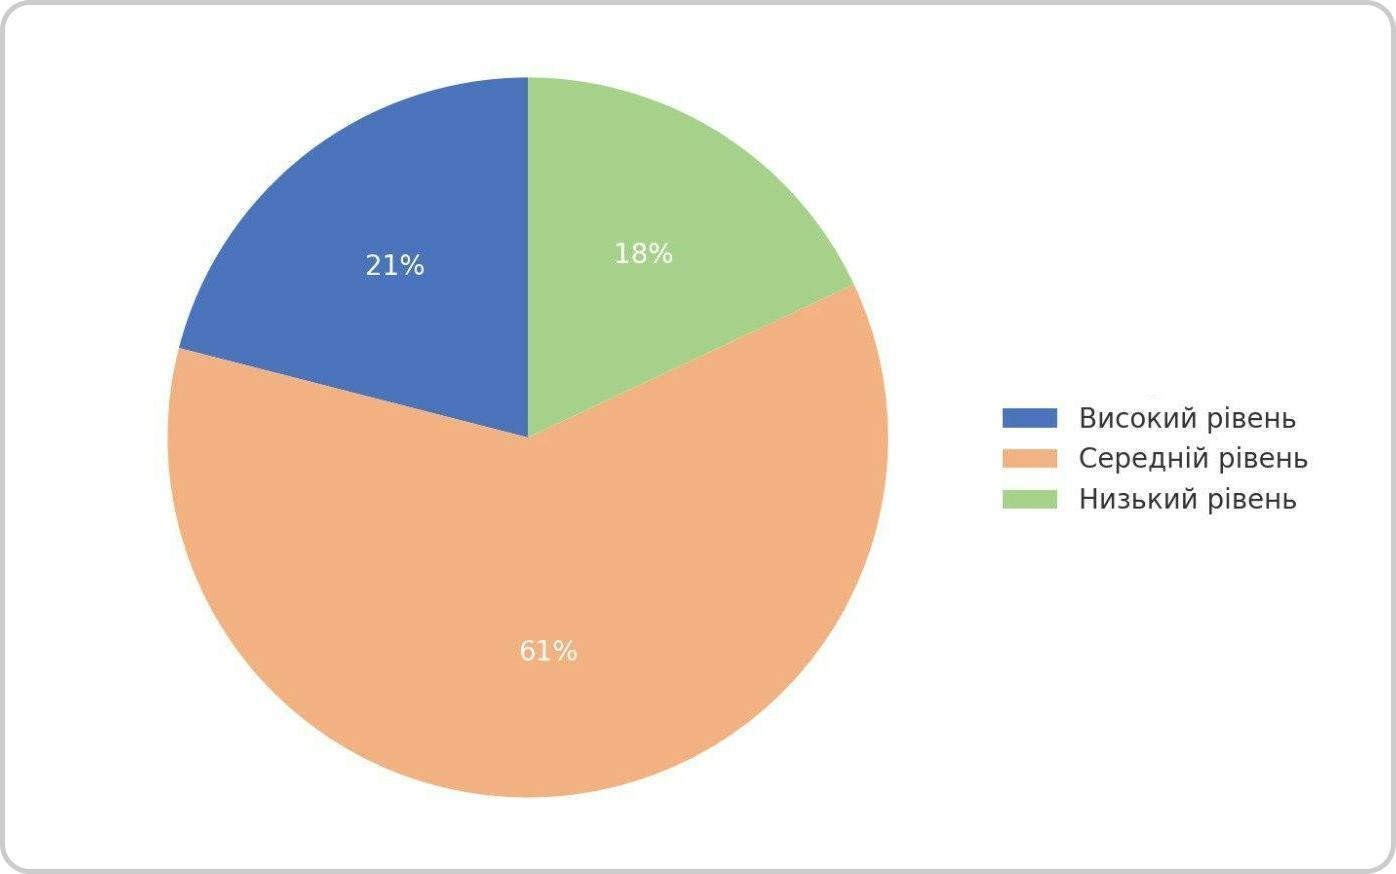 18%
21%
Високий рівень
Середній рівень
Низький рівень
61%